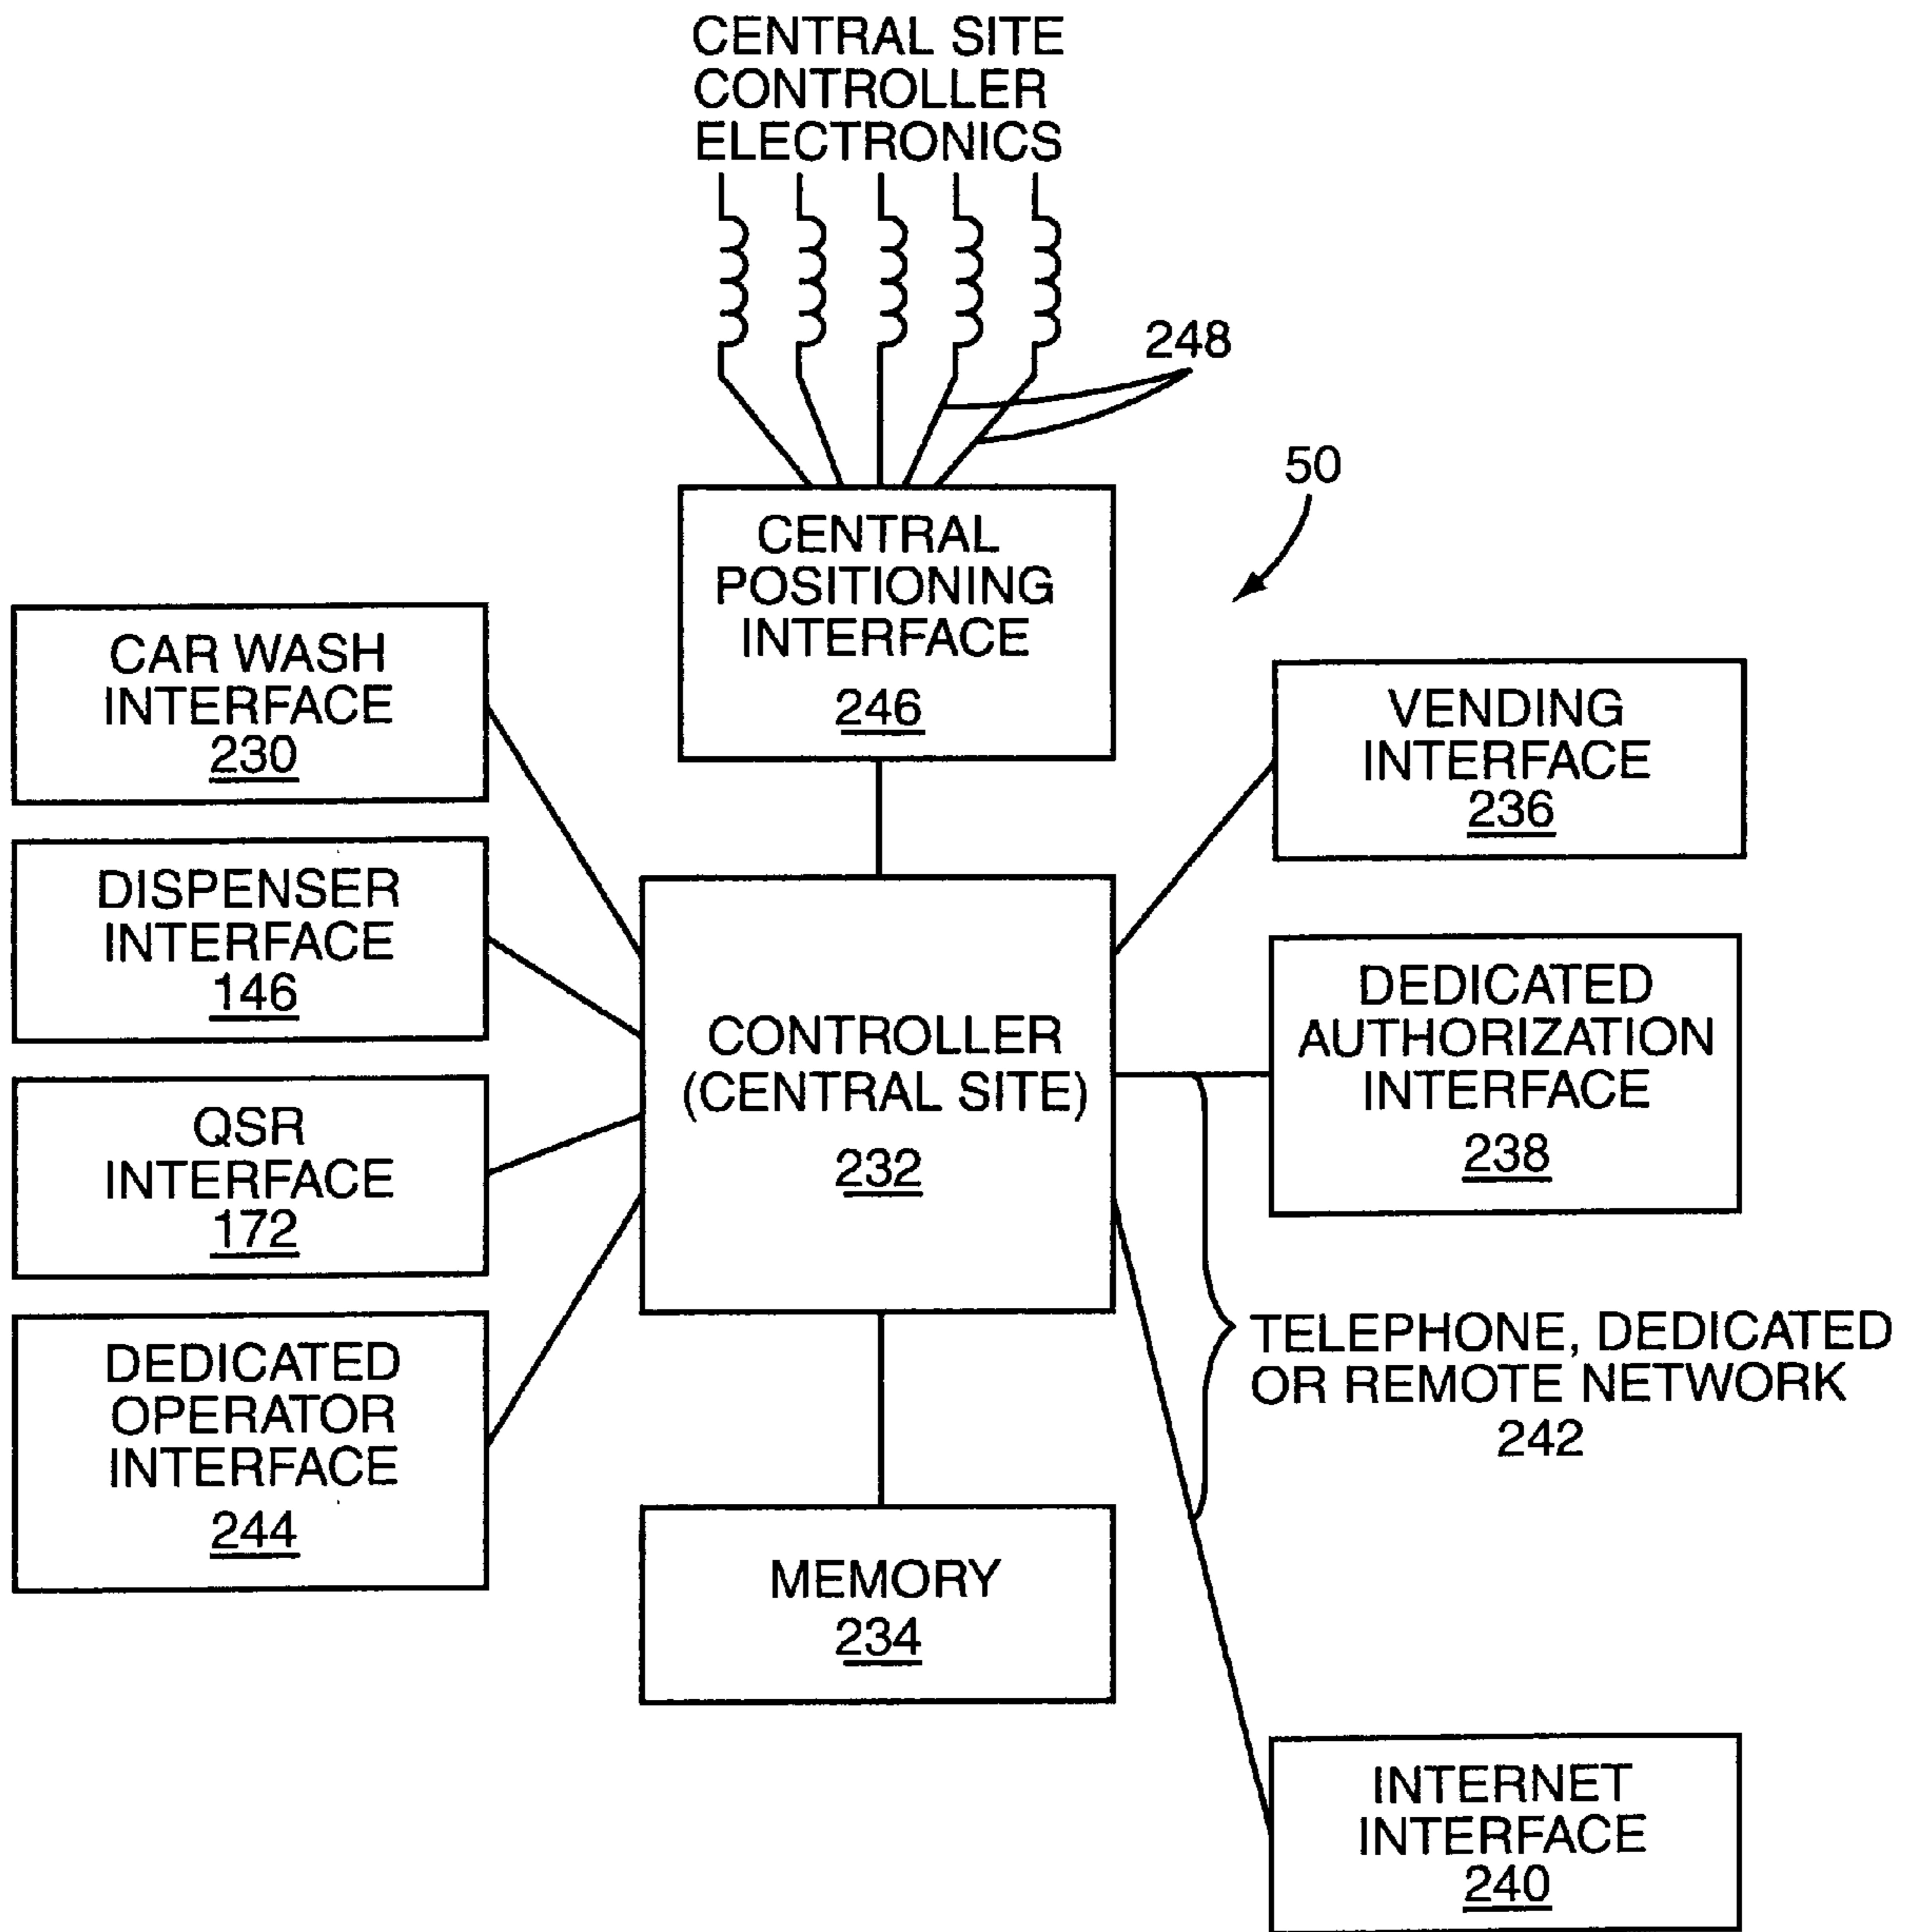 CENTRAL SITE
CONTROLLER
ELECTRONICS
248
50
CENTRAL
POSITIONING
INTERFACE
246
CAR WASH
INTERFACE
230
VENDING
INTERFACE
236
DISPENSER
INTERFACE
146
DEDICATED
AUTHORIZATION
INTERFACE
238
CONTROLLER
(CENTRAL SITE)
232
QSR
INTERFACE
172
TELEPHONE, DEDICATED
OR REMOTE NETWORK
242
DEDICATED
OPERATOR
INTERFACE
244
MEMORY
234
INTERNET
INTERFACE
240